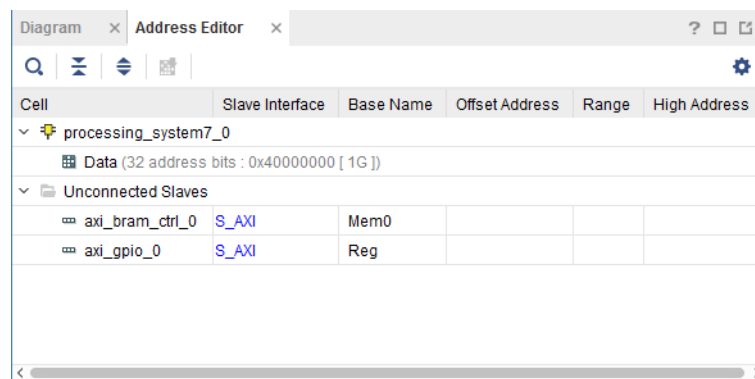 Diagram × Address Editor × ?
Cell Slave Interface Base Name Offset Address Range High Address
processing_system7_0
Data (32 address bits : 0x40000000 [ 1G ])
Unconnected Slaves
axi_bram_ctrl_0 S_AXI Mem0
axi_gpio_0 S_AXI Reg